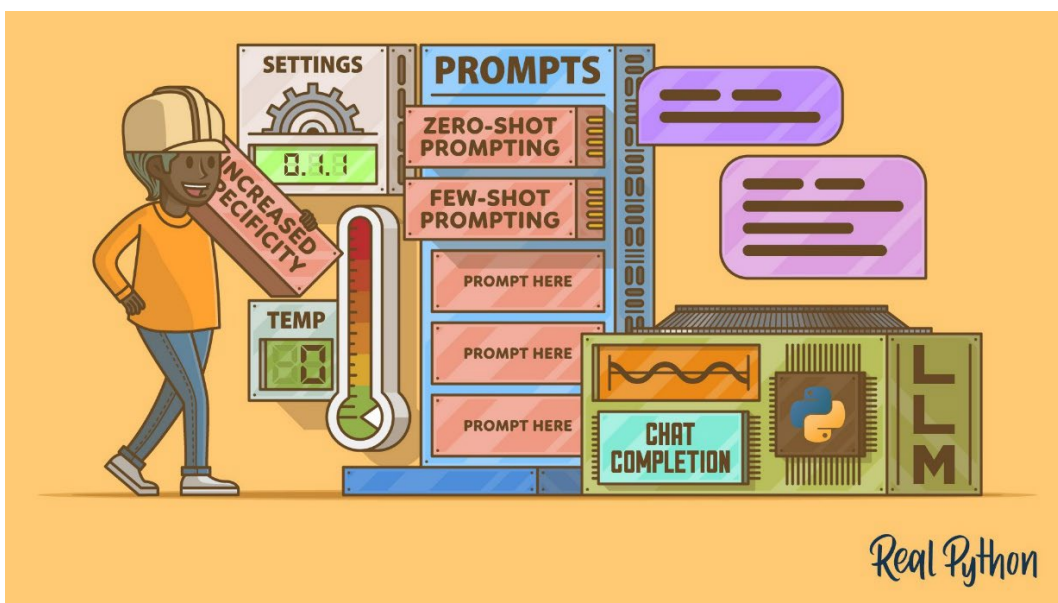 SETTINGS
0.1.1
PROMPTS
ZERO-SHOT
PROMPTING
FEW-SHOT
PROMPTING
INCREASED
SPECIFICITY
TEMP
0
PROMPT HERE
PROMPT HERE
PROMPT HERE
CHAT
COMPLETION
LLM
Real Python